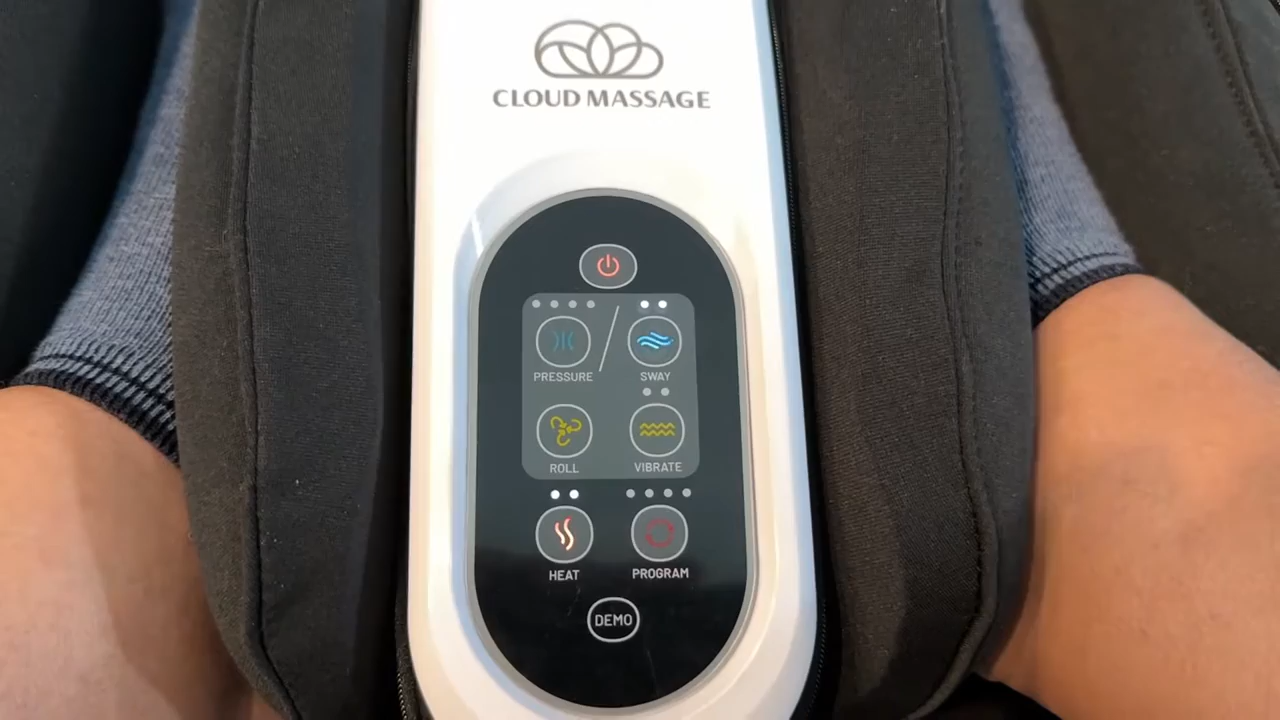 CLOUD MASSAGE
PRESSURE
SWAY
ROLL
VIBRATE
HEAT
PROGRAM
DEMO